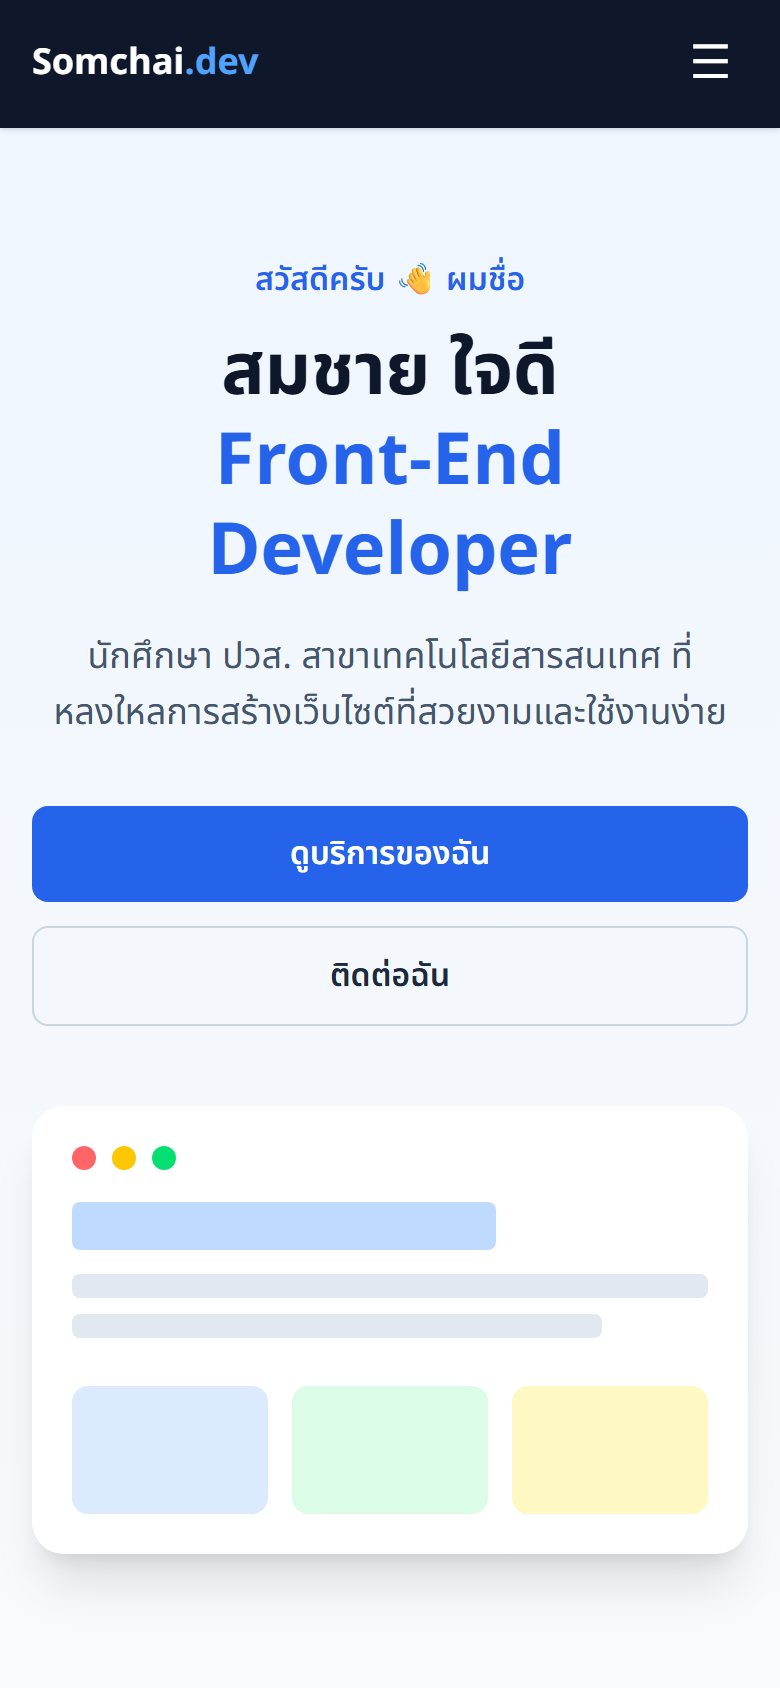 Somchai.dev
สวัสดีครับ 👋 ผมชื่อ
สมชาย ใจดี
Front-End
Developer
นักศึกษา ปวส. สาขาเทคโนโลยีสารสนเทศ ที่
หลงใหลการสร้างเว็บไซต์ที่สวยงามและใช้งานง่าย
ดูบริการของฉัน
ติดต่อฉัน